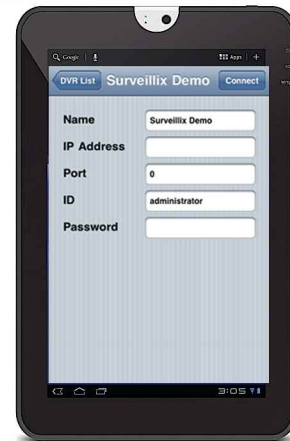 Google
Apps +
DVR List Surveillix Demo Connect
Name Surveillix Demo
IP Address
Port 0
ID administrator
Password
3:05